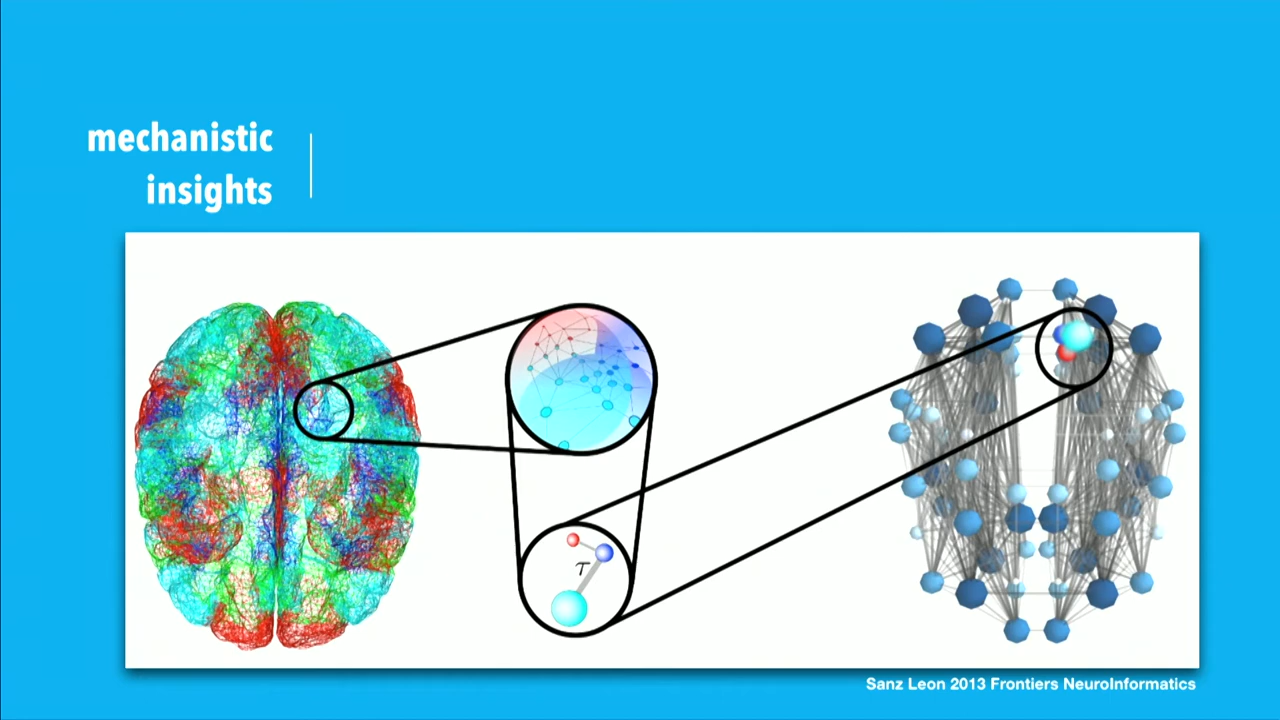 mechanistic
insights
τ
Sanz Leon 2013 Frontiers NeuroInformatics